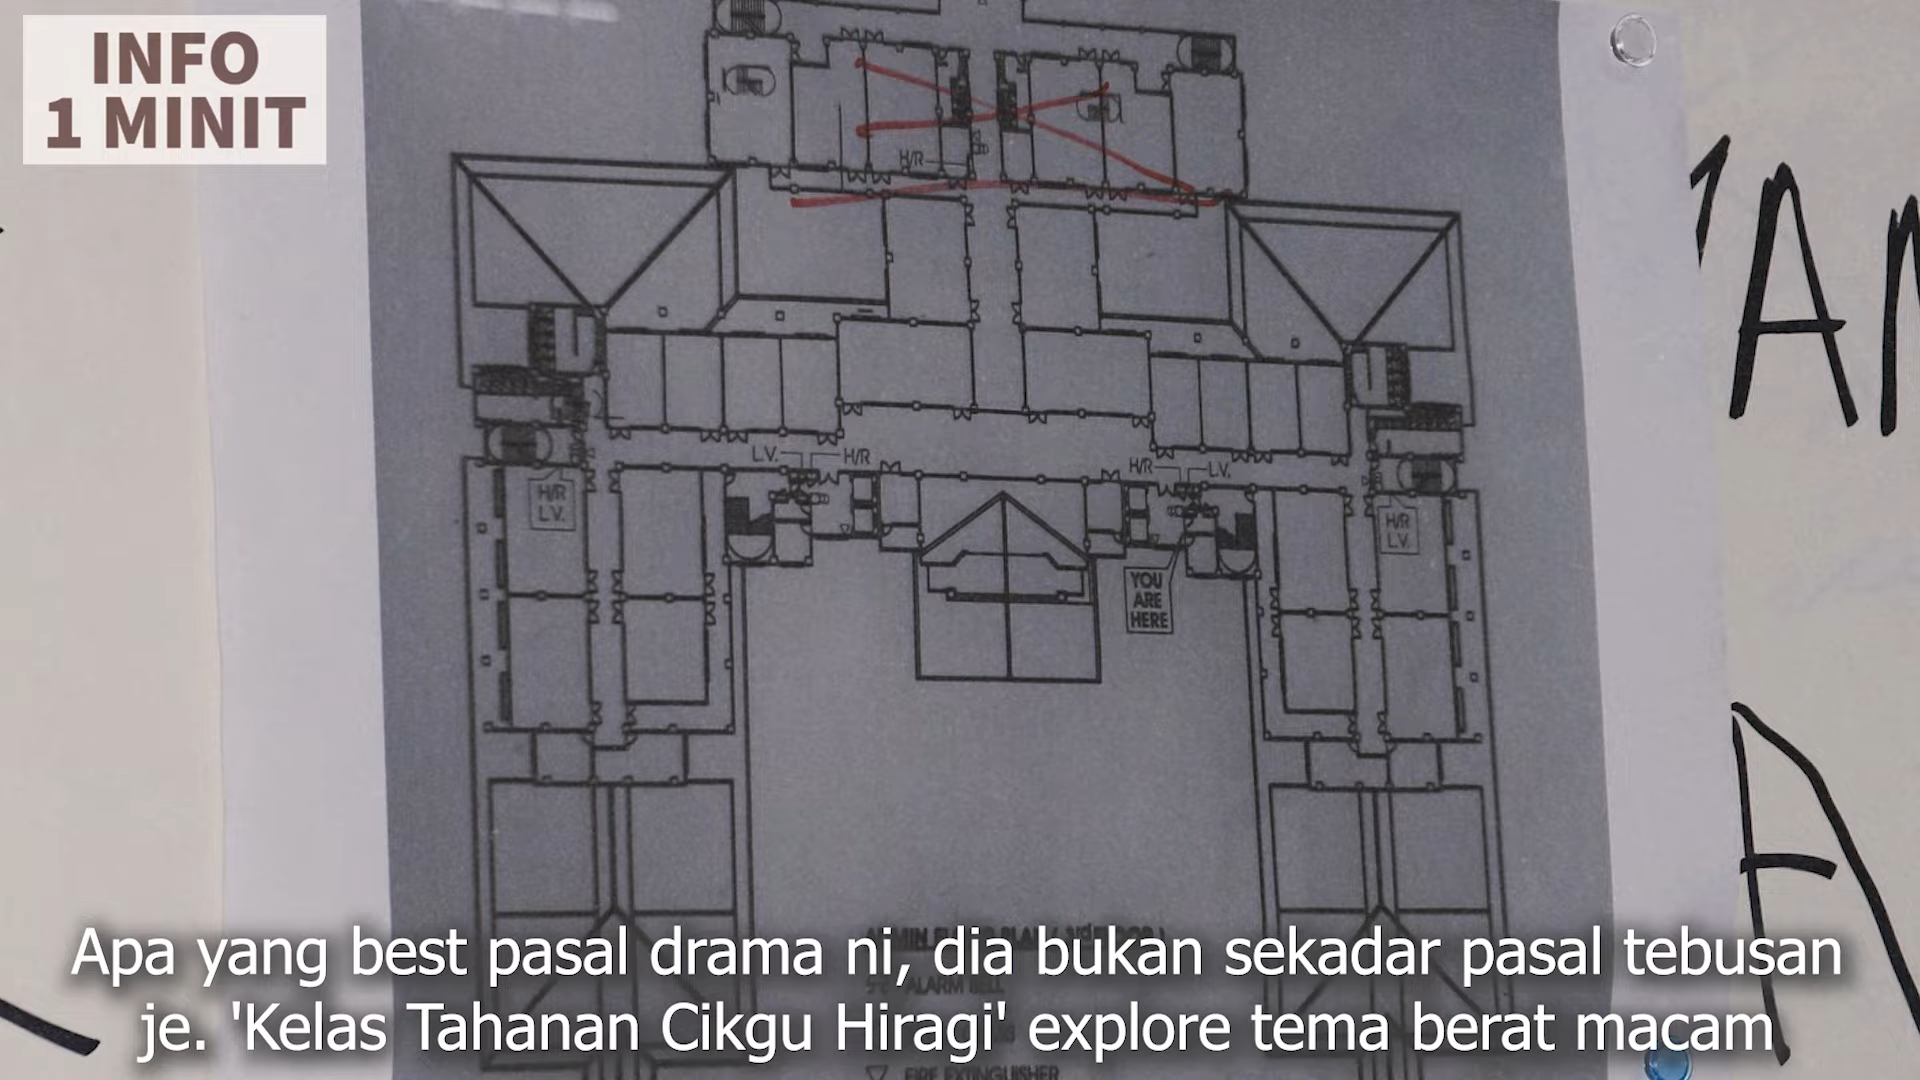 INFO
1 MINIT
H/R
L.V.
H/R
H/R
L.V.
H/R
L.V.
H/R
L.V.
YOU
ARE
HERE
ALARM BELL
FIRE EXTINGUISHER
Apa yang best pasal drama ni, dia bukan sekadar pasal tebusan
je. 'Kelas Tahanan Cikgu Hiragi' explore tema berat macam